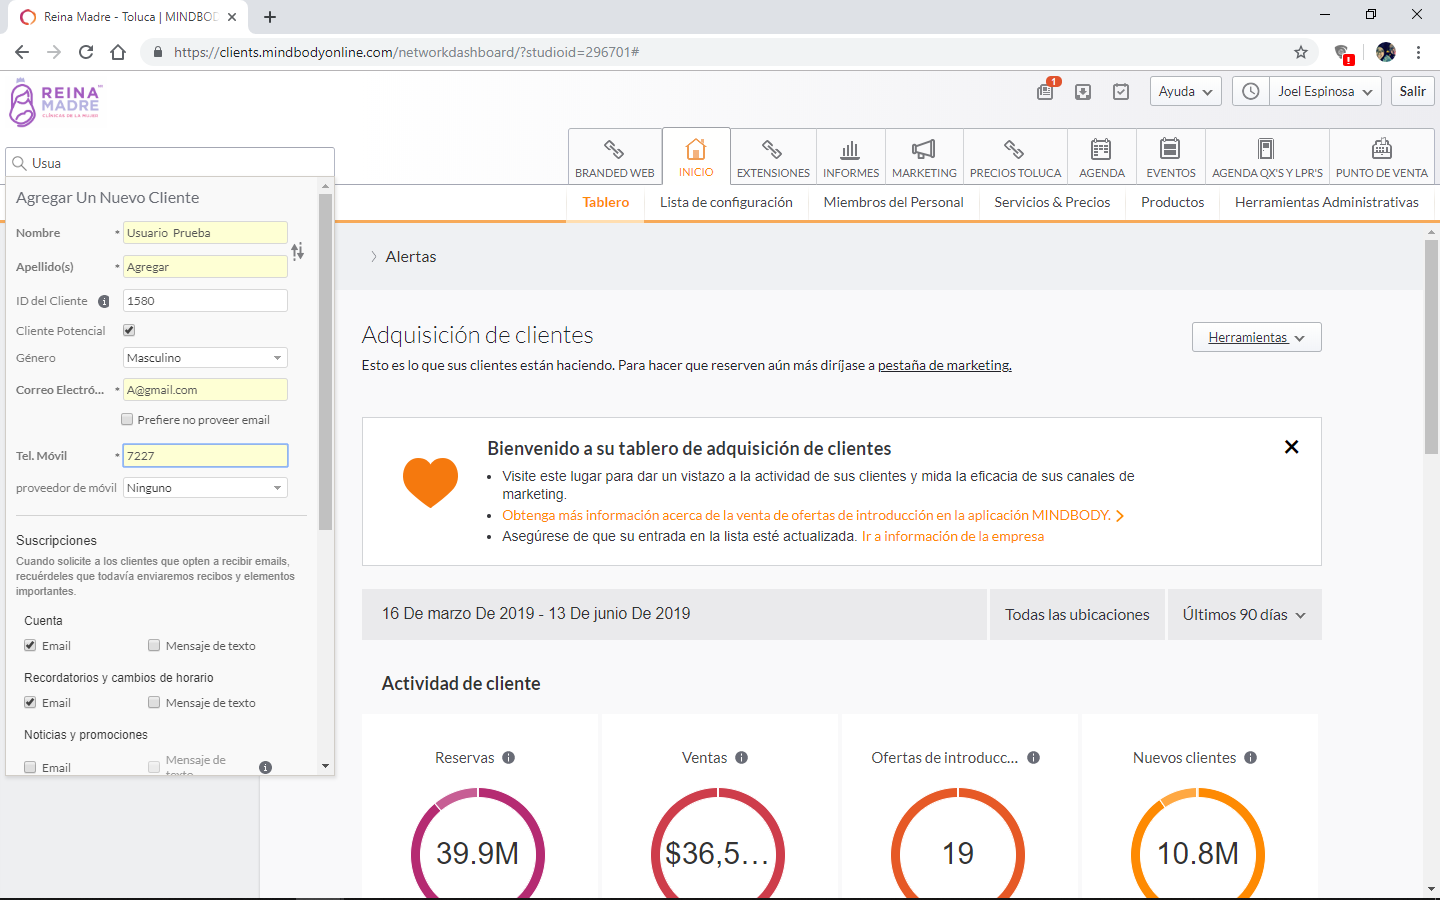 Reina Madre - Toluca | MINDBOD
https://clients.mindbodyonline.com/networkdashboard/?studioid=296701#
REINA
MADRE
CLÍNICAS DE LA MUJER
1
Ayuda
Joel Espinosa
Salir
Usua
BRANDED WEB
INICIO
EXTENSIONES
INFORMES
MARKETING
PRECIOS TOLUCA
AGENDA
EVENTOS
AGENDA QX'S Y LPR'S
PUNTO DE VENTA
Tablero
Lista de configuración
Miembros del Personal
Servicios & Precios
Productos
Herramientas Administrativas
Agregar Un Nuevo Cliente
Nombre * Usuario Prueba
Apellido(s) * Agregar
ID del Cliente 1580
Cliente Potencial
Género Masculino
Correo Electró... * A@gmail.com
Prefiere no proveer email
Tel. Móvil * 7227
proveedor de móvil Ninguno
Suscripciones
Cuando solicite a los clientes que opten a recibir emails,
recuérdeles que todavía enviaremos recibos y elementos
importantes.
Cuenta
Email Mensaje de texto
Recordatorios y cambios de horario
Email Mensaje de texto
Noticias y promociones
Email Mensaje de
texto
Alertas
Adquisición de clientes
Herramientas
Esto es lo que sus clientes están haciendo. Para hacer que reserven aún más diríjase a pestaña de marketing.
Bienvenido a su tablero de adquisición de clientes
• Visite este lugar para dar un vistazo a la actividad de sus clientes y mida la eficacia de sus canales de
marketing.
• Obtenga más información acerca de la venta de ofertas de introducción en la aplicación MINDBODY.
• Asegúrese de que su entrada en la lista esté actualizada. Ir a información de la empresa
16 De marzo De 2019 - 13 De junio De 2019
Todas las ubicaciones
Últimos 90 días
Actividad de cliente
Reservas
Ventas
Ofertas de introducc...
Nuevos clientes
39.9M
$36,5...
19
10.8M